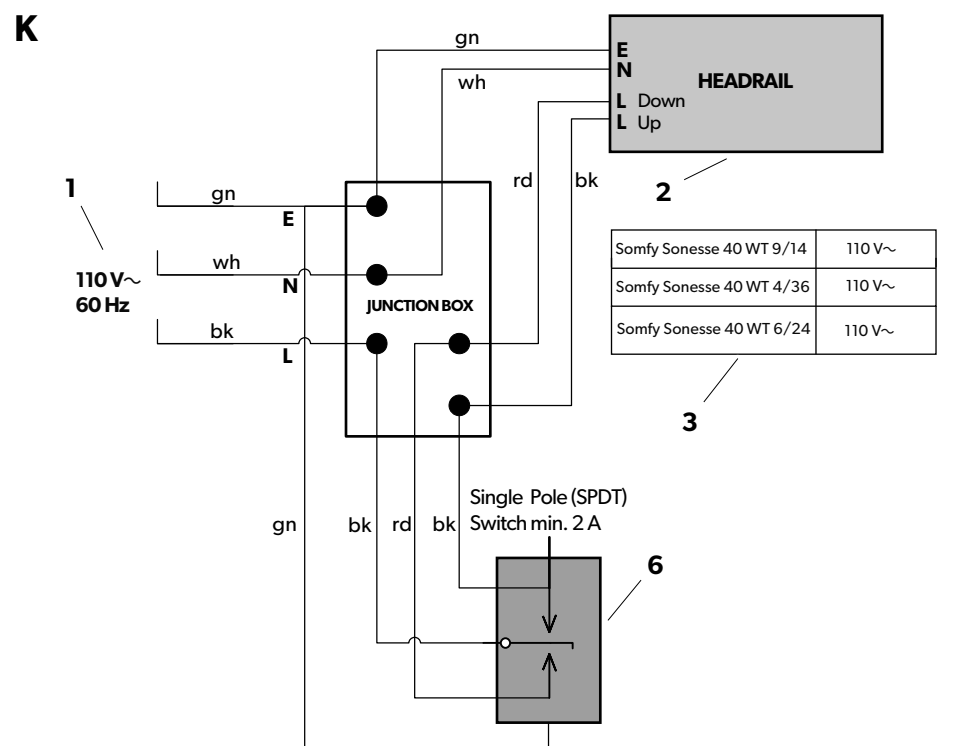 K
gn
E
N
HEADRAIL
wh
L Down
L Up
rd
bk
2
1
gn
E
wh
N
110 V~
60 Hz
JUNCTION BOX
bk
L
Somfy Sonesse 40 WT 9/14 110 V~
Somfy Sonesse 40 WT 4/36 110 V~
Somfy Sonesse 40 WT 6/24 110 V~
3
Single Pole (SPDT)
Switch min. 2 A
gn
bk
rd
bk
6